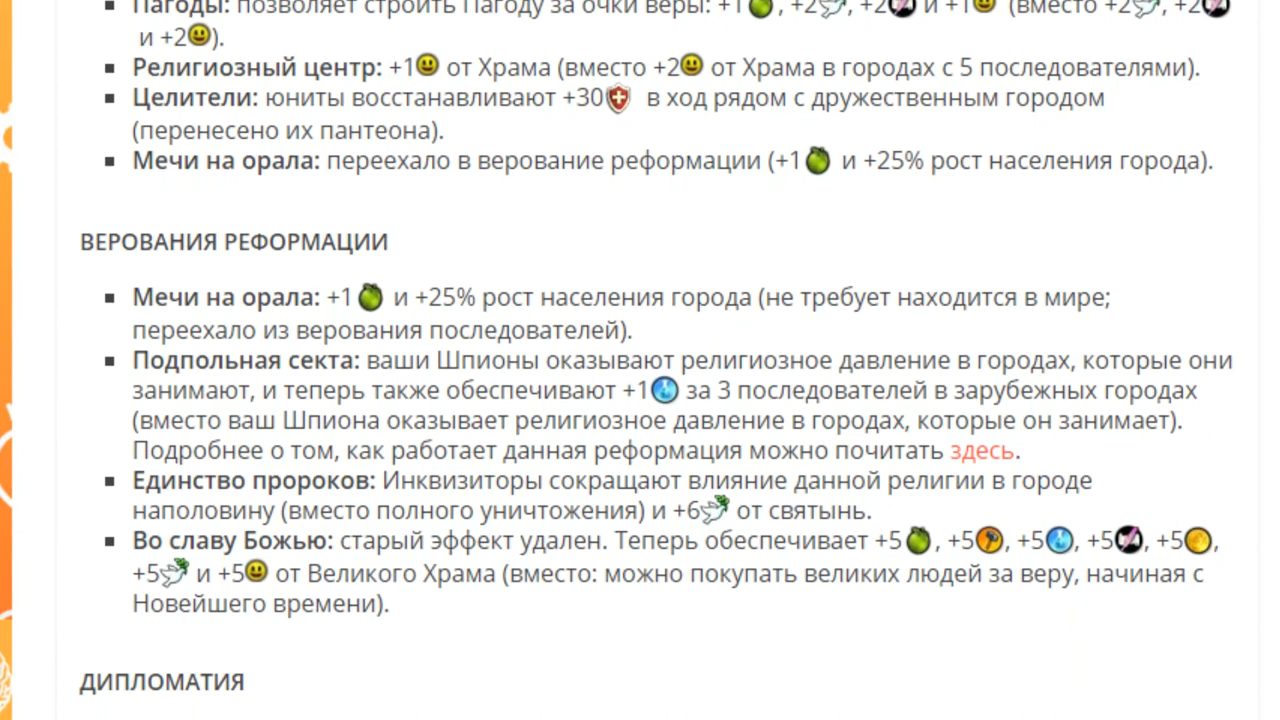 Пагоды: позволяет строить Пагоду за очки веры: +1, +2, +2 и +1 (вместо +2, +2
и +2).
Религиозный центр: +1 от Храма (вместо +2 от Храма в городах с 5 последователями).
Целители: юниты восстанавливают +30 в ход рядом с дружественным городом
(перенесено их пантеона).
Мечи на орала: переехало в верование реформации (+1 и +25% рост населения города).
ВЕРОВАНИЯ РЕФОРМАЦИИ
Мечи на орала: +1 и +25% рост населения города (не требует находится в мире;
переехало из верования последователей).
Подпольная секта: ваши Шпионы оказывают религиозное давление в городах, которые они
занимают, и теперь также обеспечивают +1 за 3 последователей в зарубежных городах
(вместо ваш Шпиона оказывает религиозное давление в городах, которые он занимает).
Подробнее о том, как работает данная реформация можно почитать здесь.
Единство пророков: Инквизиторы сокращают влияние данной религии в городе
наполовину (вместо полного уничтожения) и +6 от святынь.
Во славу Божью: старый эффект удален. Теперь обеспечивает +5, +5, +5, +5, +5,
+5 и +5 от Великого Храма (вместо: можно покупать великих людей за веру, начиная с
Новейшего времени).
ДИПЛОМАТИЯ